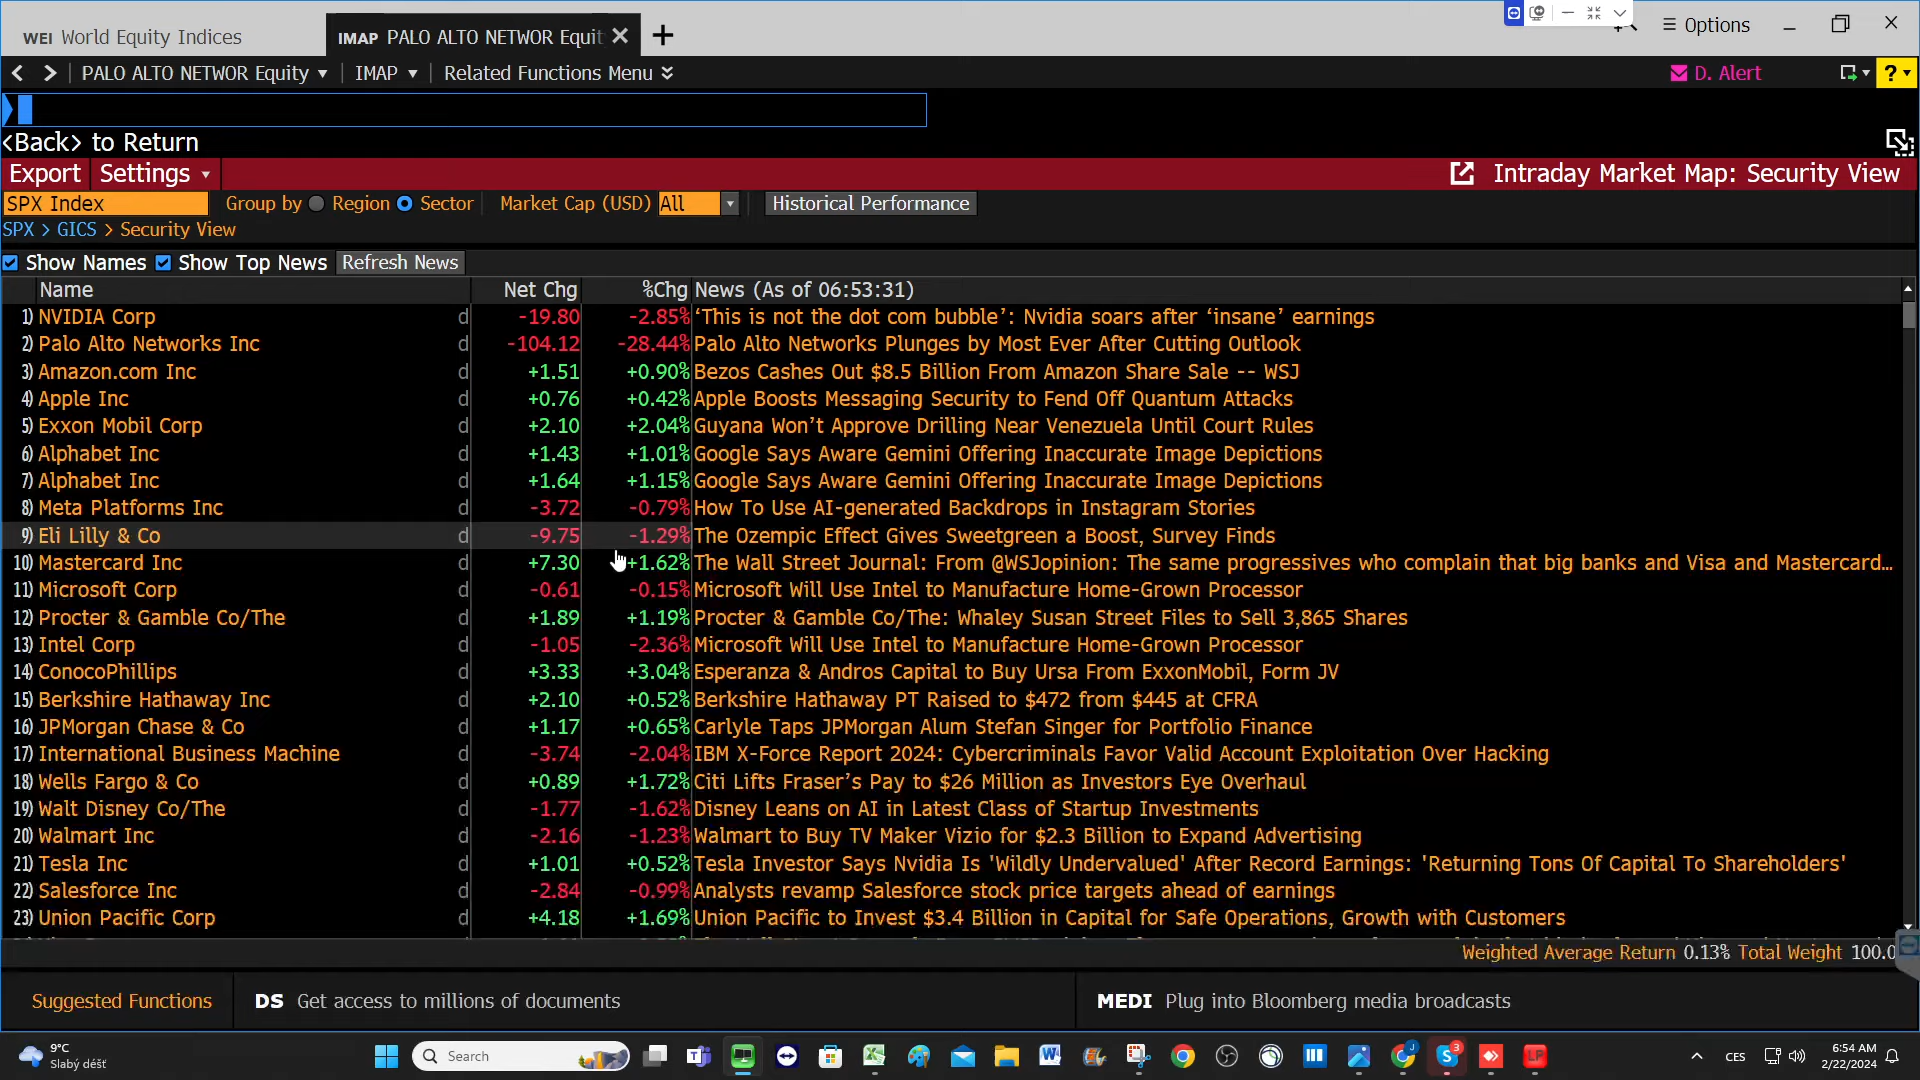 WEI World Equity Indices
IMAP PALO ALTO NETWOR Equit
Options
PALO ALTO NETWOR Equity IMAP Related Functions Menu
D. Alert
?
<Back> to Return
Export Settings
Intraday Market Map: Security View
SPX Index Group by Region Sector Market Cap (USD) All Historical Performance
SPX > GICS > Security View
Show Names Show Top News Refresh News
Name Net Chg %Chg News (As of 06:53:31)
1) NVIDIA Corp d -19.80 -2.85% ‘This is not the dot com bubble’: Nvidia soars after ‘insane’ earnings
2) Palo Alto Networks Inc d -104.12 -28.44% Palo Alto Networks Plunges by Most Ever After Cutting Outlook
3) Amazon.com Inc d +1.51 +0.90% Bezos Cashes Out $8.5 Billion From Amazon Share Sale -- WSJ
4) Apple Inc d +0.76 +0.42% Apple Boosts Messaging Security to Fend Off Quantum Attacks
5) Exxon Mobil Corp d +2.10 +2.04% Guyana Won’t Approve Drilling Near Venezuela Until Court Rules
6) Alphabet Inc d +1.43 +1.01% Google Says Aware Gemini Offering Inaccurate Image Depictions
7) Alphabet Inc d +1.64 +1.15% Google Says Aware Gemini Offering Inaccurate Image Depictions
8) Meta Platforms Inc d -3.72 -0.79% How To Use AI-generated Backdrops in Instagram Stories
9) Eli Lilly & Co d -9.75 -1.29% The Ozempic Effect Gives Sweetgreen a Boost, Survey Finds
10) Mastercard Inc d +7.30 +1.62% The Wall Street Journal: From @WSJopinion: The same progressives who complain that big banks and Visa and Mastercard…
11) Microsoft Corp d -0.61 -0.15% Microsoft Will Use Intel to Manufacture Home-Grown Processor
12) Procter & Gamble Co/The d +1.89 +1.19% Procter & Gamble Co/The: Whaley Susan Street Files to Sell 3,865 Shares
13) Intel Corp d -1.05 -2.36% Microsoft Will Use Intel to Manufacture Home-Grown Processor
14) ConocoPhillips d +3.33 +3.04% Esperanza & Andros Capital to Buy Ursa From ExxonMobil, Form JV
15) Berkshire Hathaway Inc d +2.10 +0.52% Berkshire Hathaway PT Raised to $472 from $445 at CFRA
16) JPMorgan Chase & Co d +1.17 +0.65% Carlyle Taps JPMorgan Alum Stefan Singer for Portfolio Finance
17) International Business Machine d -3.74 -2.04% IBM X-Force Report 2024: Cybercriminals Favor Valid Account Exploitation Over Hacking
18) Wells Fargo & Co d +0.89 +1.72% Citi Lifts Fraser’s Pay to $26 Million as Investors Eye Overhaul
19) Walt Disney Co/The d -1.77 -1.62% Disney Leans on AI in Latest Class of Startup Investments
20) Walmart Inc d -2.16 -1.23% Walmart to Buy TV Maker Vizio for $2.3 Billion to Expand Advertising
21) Tesla Inc d +1.01 +0.52% Tesla Investor Says Nvidia Is 'Wildly Undervalued' After Record Earnings: 'Returning Tons Of Capital To Shareholders'
22) Salesforce Inc d -2.84 -0.99% Analysts revamp Salesforce stock price targets ahead of earnings
23) Union Pacific Corp d +4.18 +1.69% Union Pacific to Invest $3.4 Billion in Capital for Safe Operations, Growth with Customers
Weighted Average Return 0.13% Total Weight 100.0
Suggested Functions DS Get access to millions of documents MEDI Plug into Bloomberg media broadcasts
9°C
Slabý déšť
Search
CES
6:54 AM
2/22/2024